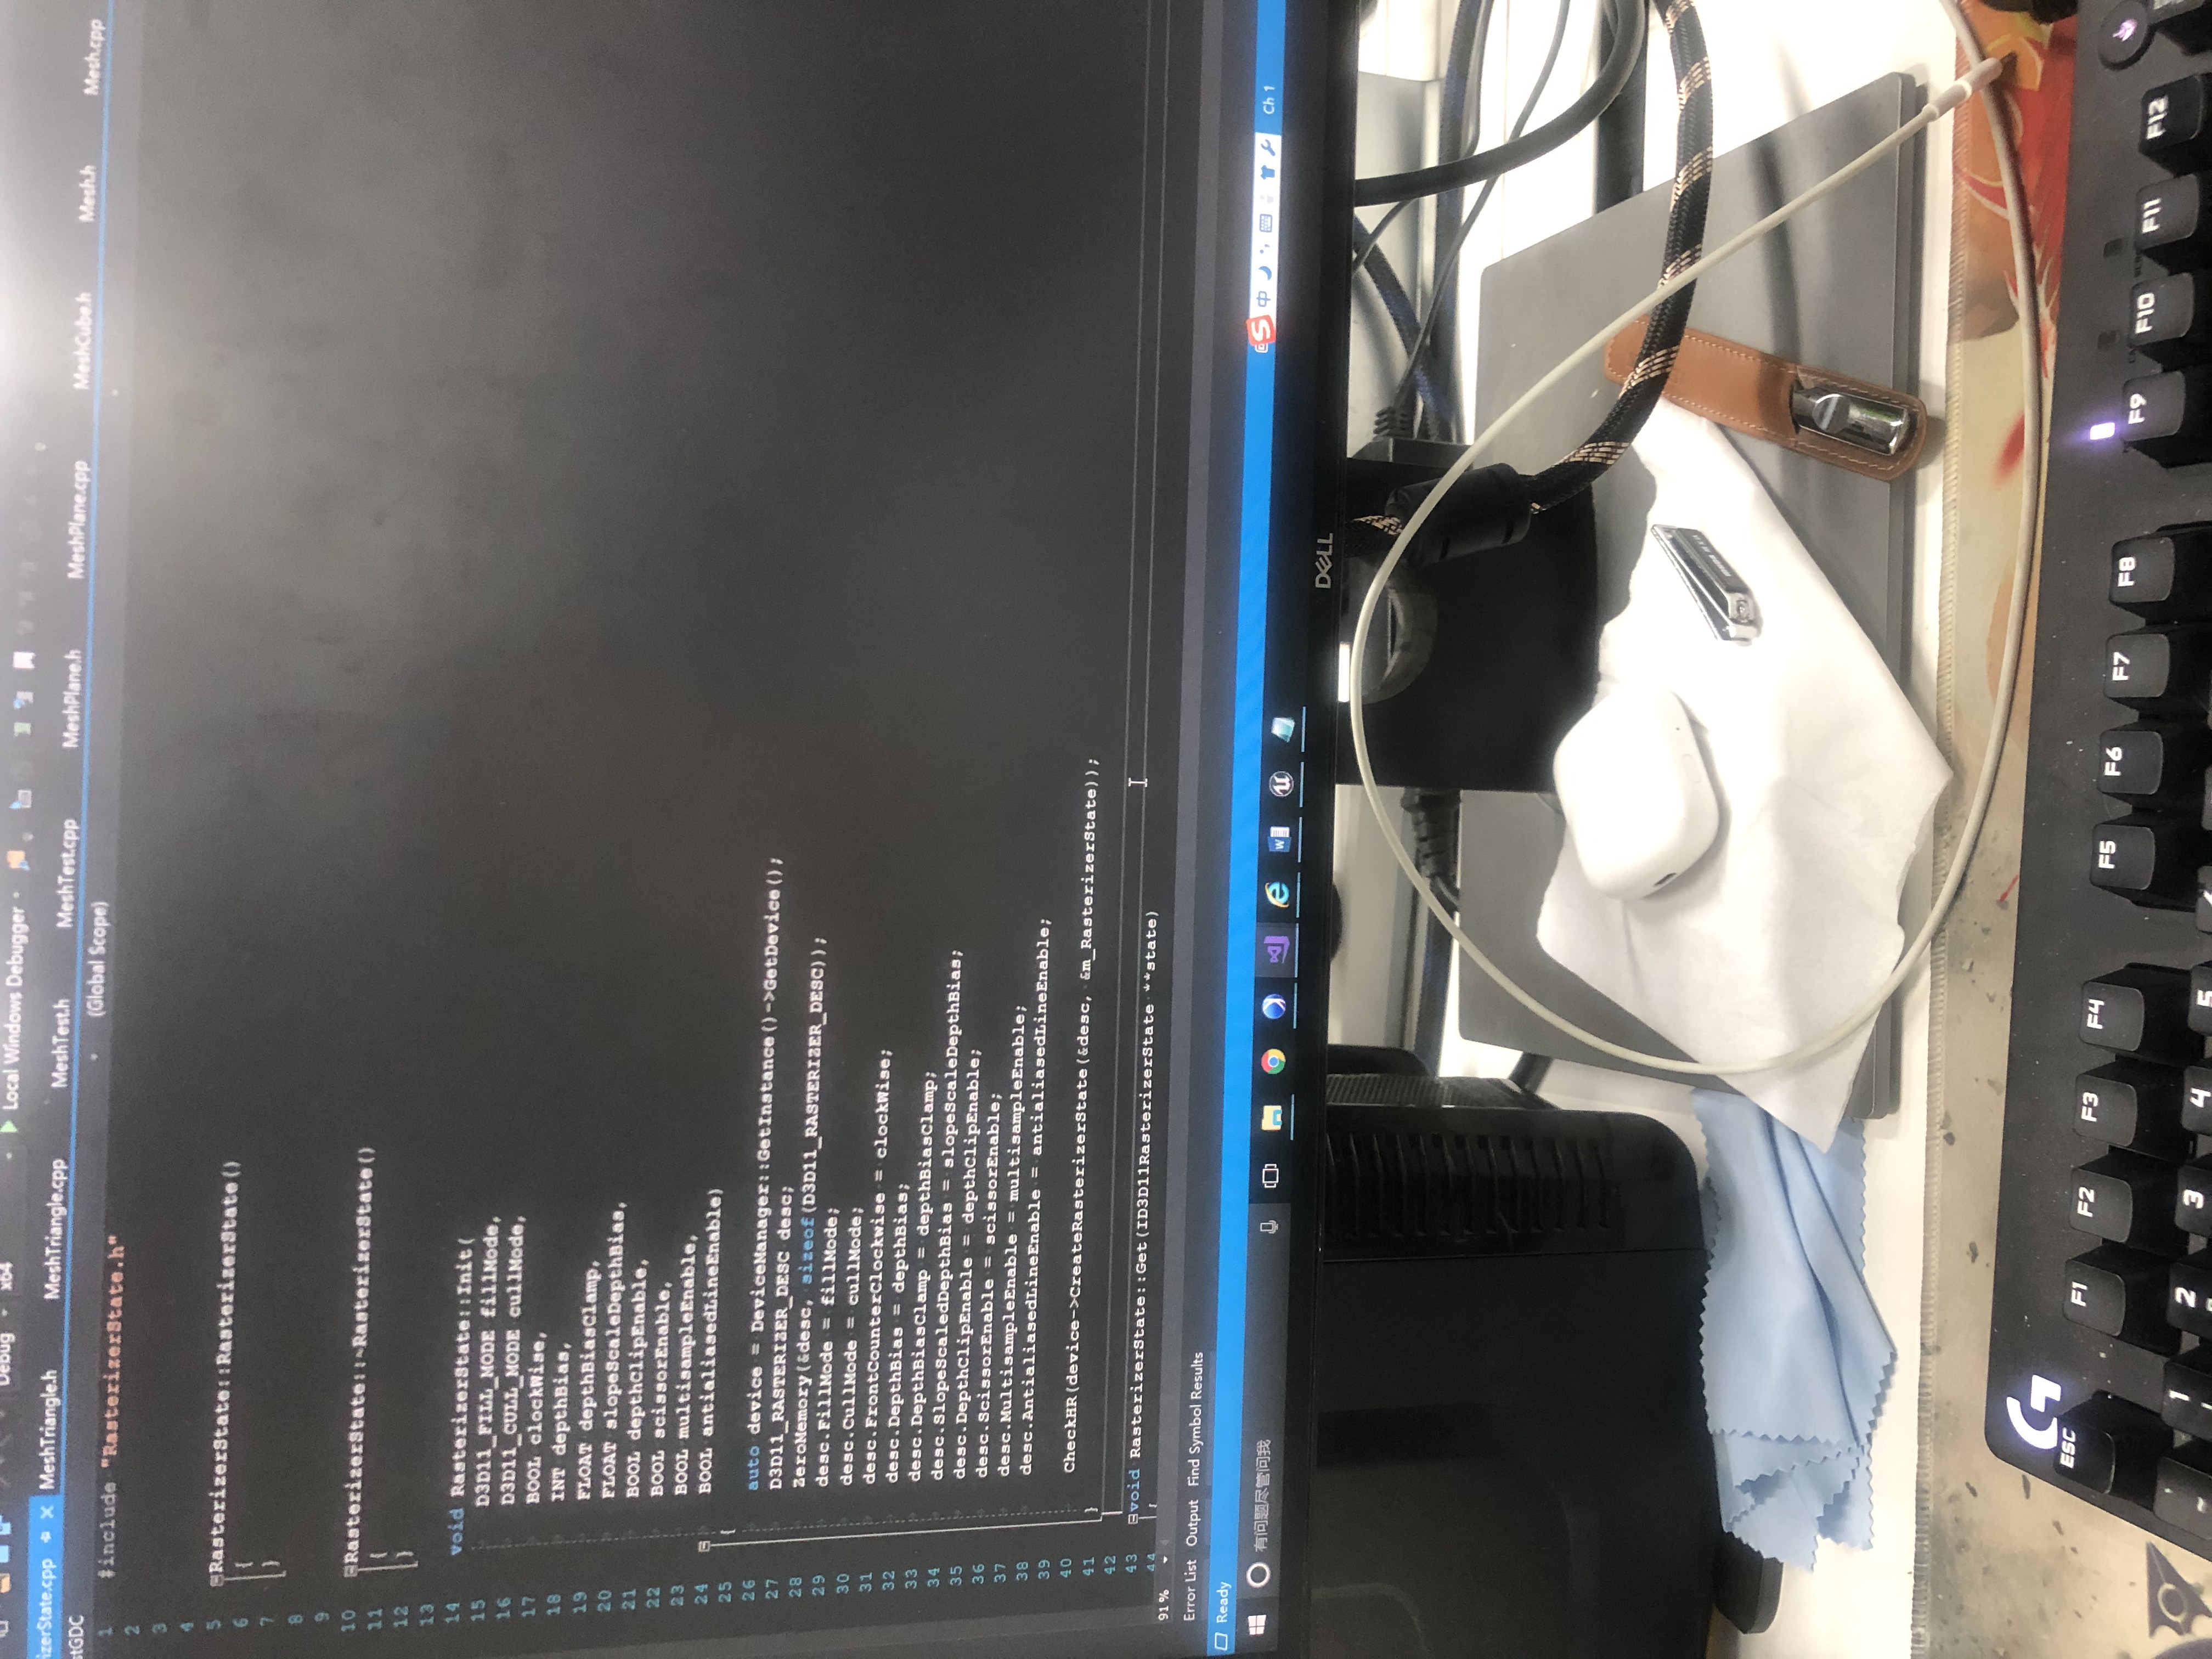 Debug x64 Local Windows Debugger
izerState.cpp MeshTriangle.h MeshTriangle.cpp MeshTest.h MeshTest.cpp MeshPlane.h MeshPlane.cpp MeshCube.h Mesh.h Mesh.cpp
stGDC (Global Scope)
1 #include "RasterizerState.h"
2
3
4
5 RasterizerState::RasterizerState()
6 {
7 }
8
9
10 RasterizerState::~RasterizerState()
11 {
12 }
13
14 void RasterizerState::Init(
15 D3D11_FILL_MODE fillMode,
16 D3D11_CULL_MODE cullMode,
17 BOOL clockWise,
18 INT depthBias,
19 FLOAT depthBiasClamp,
20 FLOAT slopeScaleDepthBias,
21 BOOL depthClipEnable,
22 BOOL scissorEnable,
23 BOOL multisampleEnable,
24 BOOL antialiasedLineEnable)
25 {
26 auto device = DeviceManager::GetInstance()->GetDevice();
27 D3D11_RASTERIZER_DESC desc;
28 ZeroMemory(&desc, sizeof(D3D11_RASTERIZER_DESC));
29 desc.FillMode = fillMode;
30 desc.CullMode = cullMode;
31 desc.FrontCounterClockwise = clockWise;
32 desc.DepthBias = depthBias;
33 desc.DepthBiasClamp = depthBiasClamp;
34 desc.SlopeScaledDepthBias = slopeScaleDepthBias;
35 desc.DepthClipEnable = depthClipEnable;
36 desc.ScissorEnable = scissorEnable;
37 desc.MultisampleEnable = multisampleEnable;
38 desc.AntialiasedLineEnable = antialiasedLineEnable;
39
40 CheckHR(device->CreateRasterizerState(&desc, &m_RasterizerState));
41 }
42
43 void RasterizerState::Get(ID3D11RasterizerState **state)
44 {
91 %
Error List Output Find Symbol Results
Ready Ch 1
有问题尽管问我
中
DELL
G
ESC F1 F2 F3 F4 F5 F6 F7 F8 F9 F10 F11 F12
~ 1 2 3 4 5